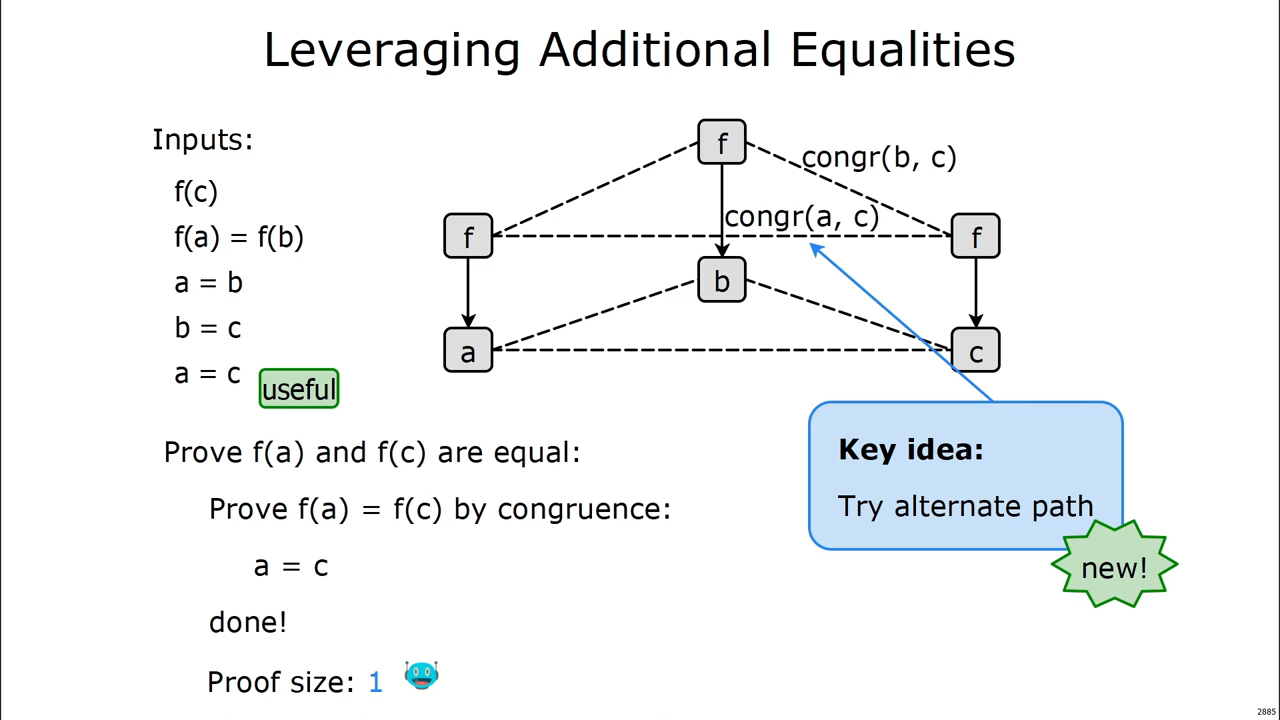 Leveraging Additional Equalities
Inputs:
f(c)
f(a) = f(b)
a = b
b = c
a = c
useful
f
congr(b, c)
congr(a, c)
f
f
b
a
c
Prove f(a) and f(c) are equal:
Prove f(a) = f(c) by congruence:
a = c
done!
Proof size: 1
Key idea:
Try alternate path
new!
2885